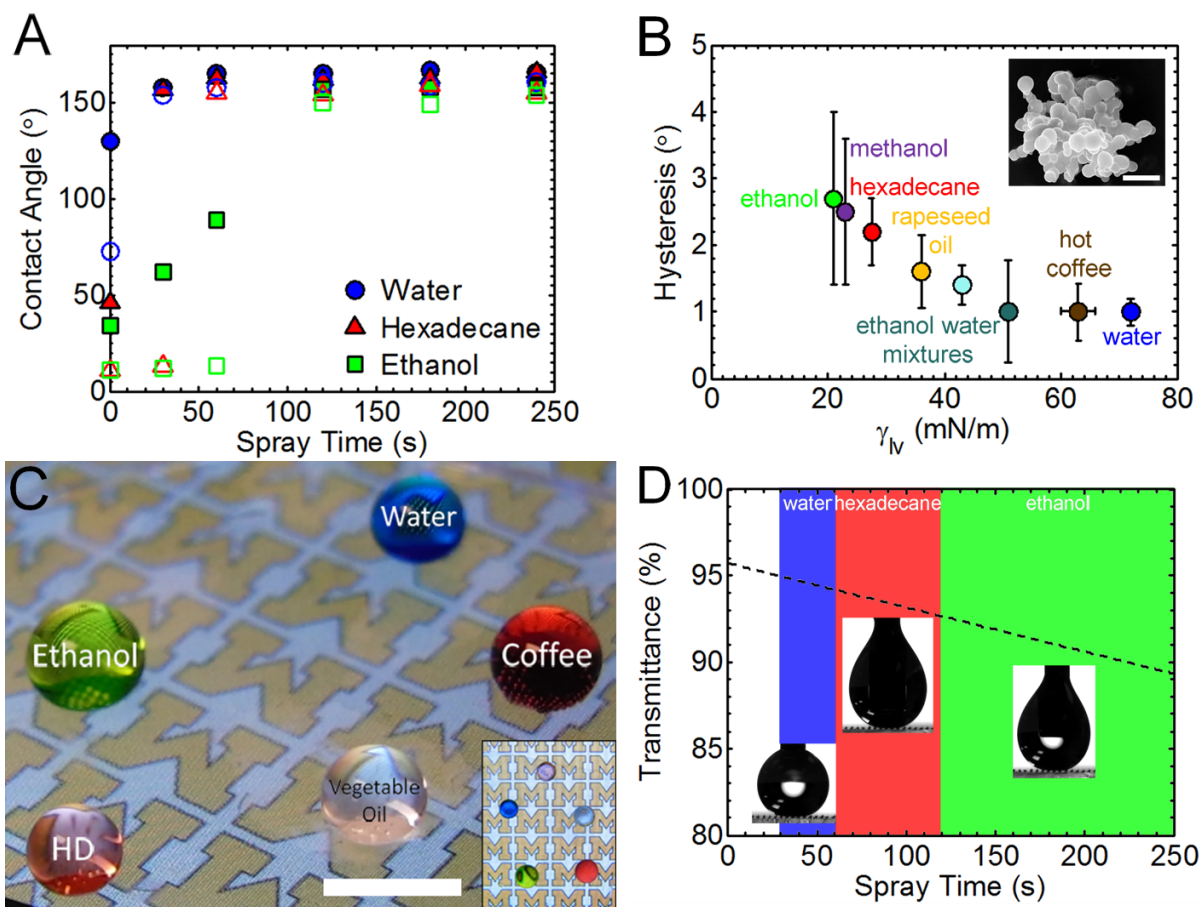 A
150
100
50
0
Contact Angle (°)
0
50
100
150
200
250
Spray Time (s)
Water
Hexadecane
Ethanol
B
5
4
3
2
1
0
Hysteresis (°)
0
20
40
60
80
γlv (mN/m)
methanol
ethanol
hexadecane
rapeseed
oil
hot
coffee
ethanol water
mixtures
water
C
Water
Ethanol
Coffee
Vegetable
Oil
HD
D
100
95
90
85
80
Transmittance (%)
water
hexadecane
ethanol
0
50
100
150
200
250
Spray Time (s)